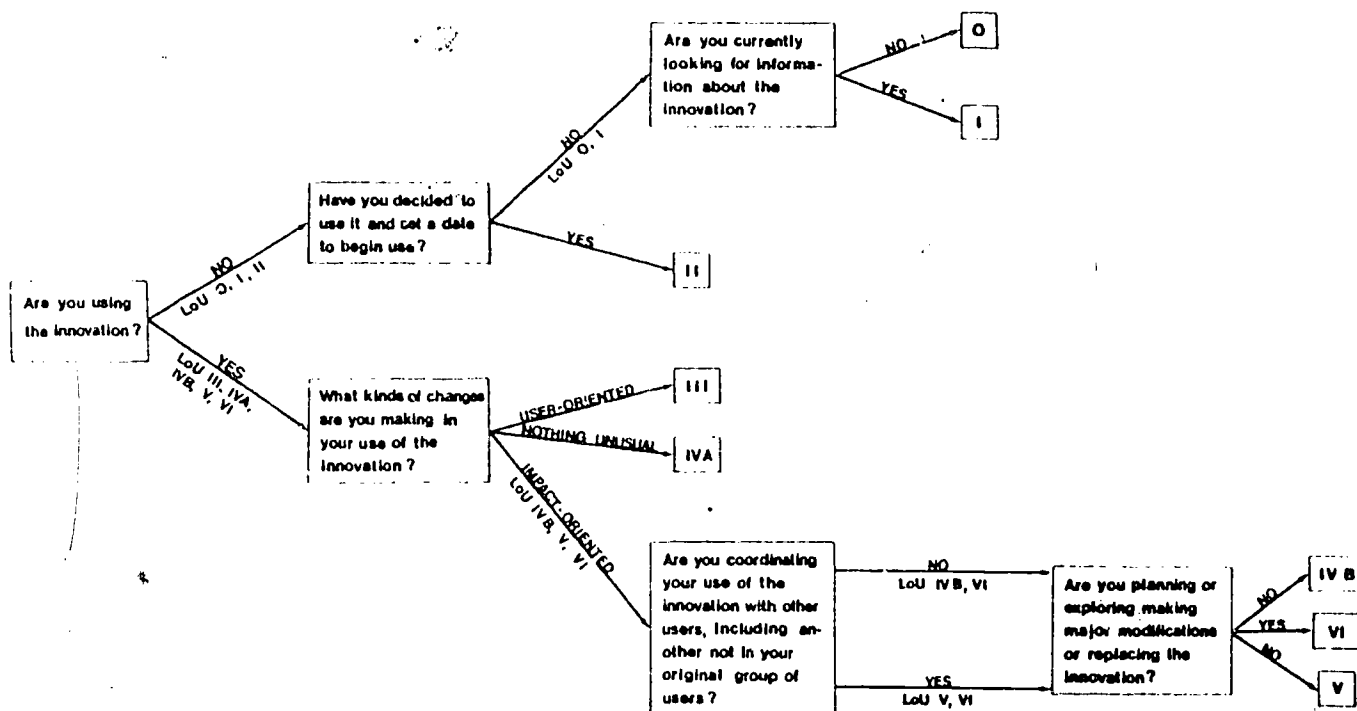 Are you currently
looking for informa-
tion about the
innovation?
NO
O
YES
I
NO
LoU O, I
Have you decided to
use it and set a date
to begin use?
YES
II
NO
LoU O, I, II
Are you using
the innovation?
YES
LoU III, IVA,
IVB, V, VI
What kinds of changes
are you making in
your use of the
innovation?
USER-ORIENTED
III
NOTHING UNUSUAL
IVA
IMPACT-ORIENTED
LoU IVB, V, VI
Are you coordinating
your use of the
innovation with other
users, including an-
other not in your
original group of
users?
NO
LoU IVB, VI
YES
LoU V, VI
Are you planning or
exploring making
major modifications
or replacing the
innovation?
NO
IVB
YES
VI
NO
V